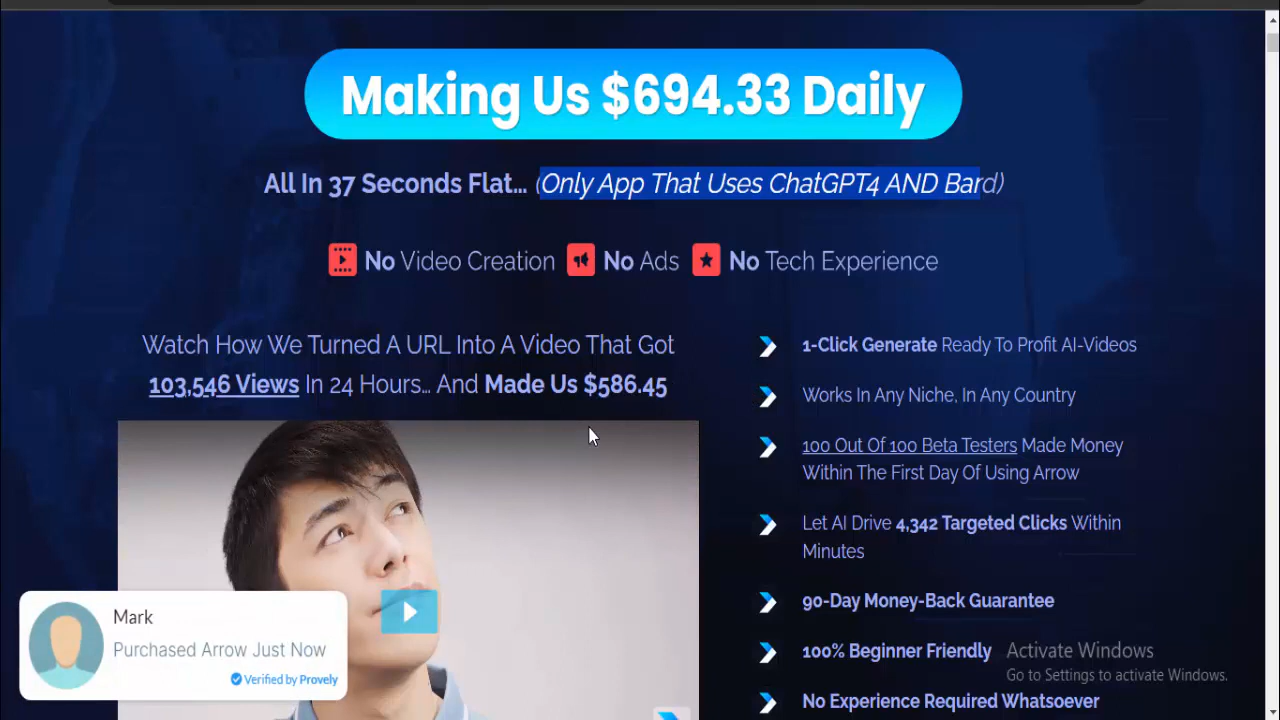 Making Us $694.33 Daily
All In 37 Seconds Flat... (Only App That Uses ChatGPT4 AND Bard)
No Video Creation No Ads No Tech Experience
Watch How We Turned A URL Into A Video That Got
103,546 Views In 24 Hours... And Made Us $586.45
1-Click Generate Ready To Profit AI-Videos
Works In Any Niche, In Any Country
100 Out Of 100 Beta Testers Made Money
Within The First Day Of Using Arrow
Let AI Drive 4,342 Targeted Clicks Within
Minutes
90-Day Money-Back Guarantee
100% Beginner Friendly
No Experience Required Whatsoever
Mark
Purchased Arrow Just Now
Verified by Provely
Activate Windows
Go to Settings to activate Windows.